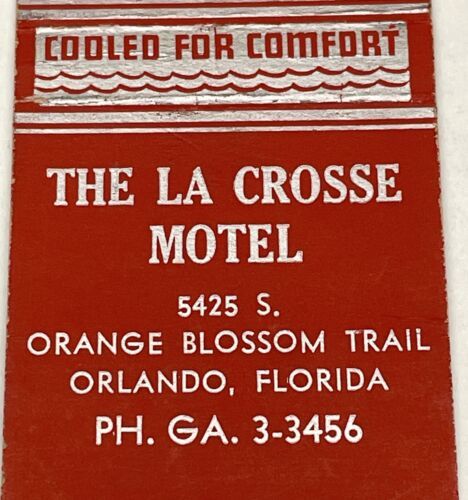 COOLED FOR COMFORT
THE LA CROSSE
MOTEL
5425 S.
ORANGE BLOSSOM TRAIL
ORLANDO, FLORIDA
PH. GA. 3-3456